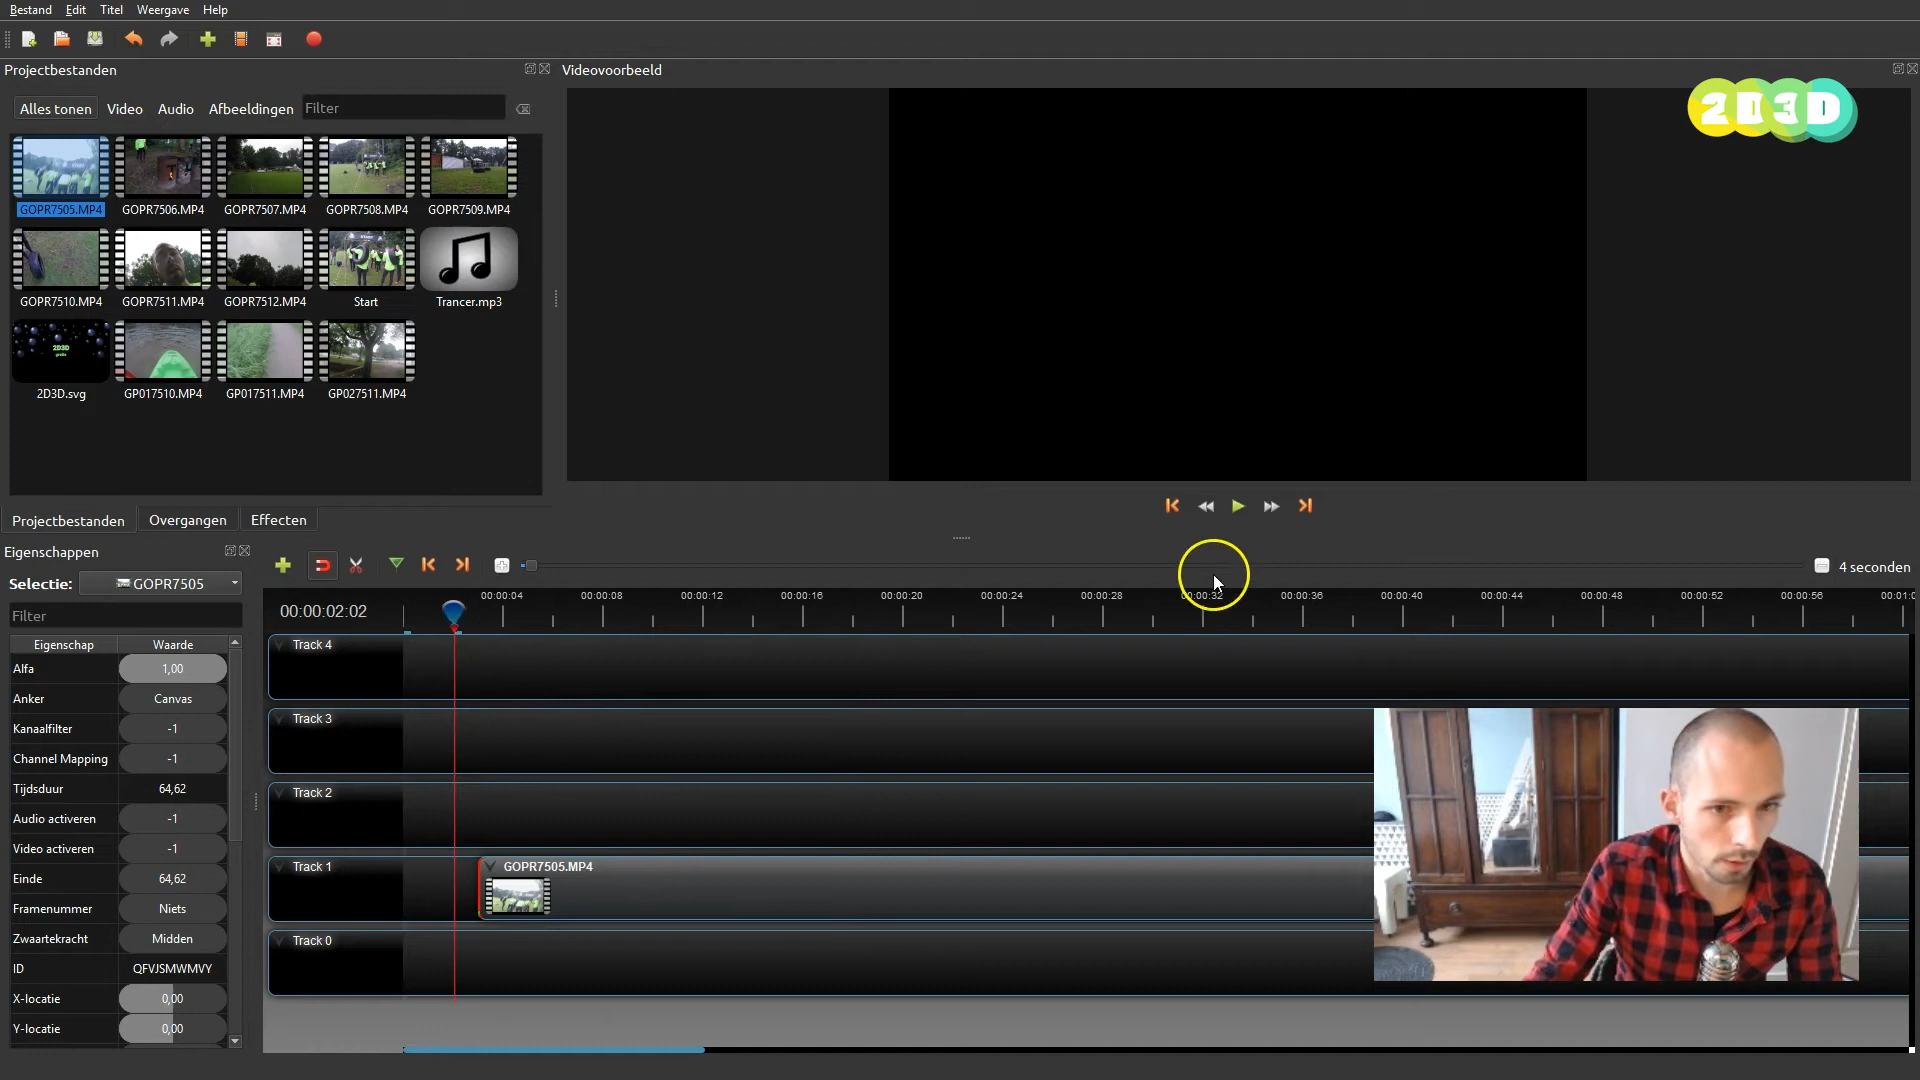 Bestand Edit Titel Weergave Help
Projectbestanden
Videovoorbeeld
2D3D
Alles tonen Video Audio Afbeeldingen Filter
GOPR7505.MP4 GOPR7506.MP4 GOPR7507.MP4 GOPR7508.MP4 GOPR7509.MP4
GOPR7510.MP4 GOPR7511.MP4 GOPR7512.MP4 Start Trancer.mp3
2D3D
gratis
2D3D.svg GP017510.MP4 GP017511.MP4 GP027511.MP4
Projectbestanden Overgangen Effecten
Eigenschappen
Selectie: GOPR7505
Filter
Eigenschap Waarde
Alfa 1,00
Anker Canvas
Kanaalfilter -1
Channel Mapping -1
Tijdsduur 64,62
Audio activeren -1
Video activeren -1
Einde 64,62
Framenummer Niets
Zwaartekracht Midden
ID QFVJSMWMVY
X-locatie 0,00
Y-locatie 0,00
4 seconden
00:00:02:02
00:00:04 00:00:08 00:00:12 00:00:16 00:00:20 00:00:24 00:00:28 00:00:32 00:00:36 00:00:40 00:00:44 00:00:48 00:00:52 00:00:56 00:01:0
Track 4
Track 3
Track 2
Track 1
GOPR7505.MP4
Track 0